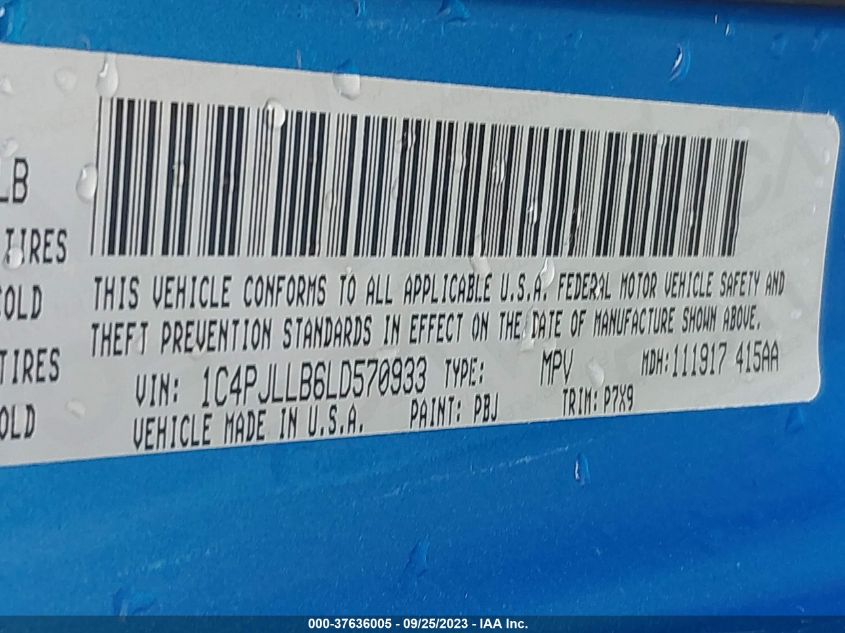 LB
TIRES
COLD
TIRES
OLD
THIS VEHICLE CONFORMS TO ALL APPLICABLE U.S.A. FEDERAL MOTOR VEHICLE SAFETY AND
THEFT PREVENTION STANDARDS IN EFFECT ON THE DATE OF MANUFACTURE SHOWN ABOVE.
VIN: 1C4PJLLB6LD570933 TYPE: MPV MDH:111917 415AA
VEHICLE MADE IN U.S.A. PAINT: PBJ TRIM: P7X9
000-37636005 - 09/25/2023 - IAA Inc.